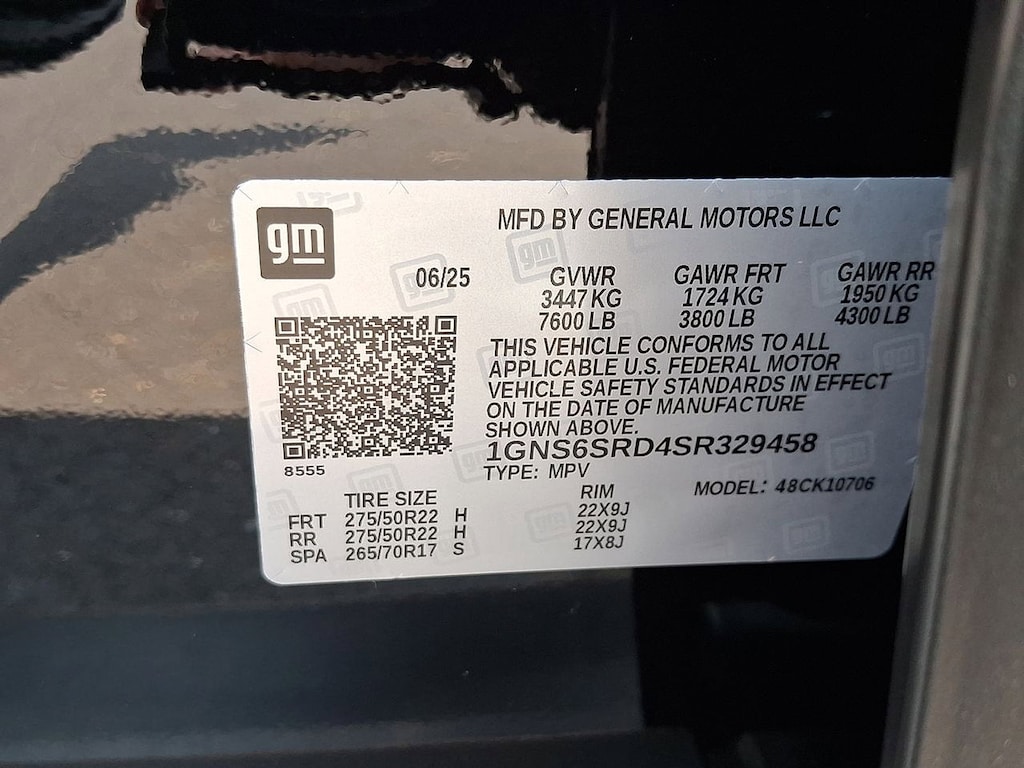 gm
MFD BY GENERAL MOTORS LLC
06/25 GVWR GAWR FRT GAWR RR
3447 KG 1724 KG 1950 KG
7600 LB 3800 LB 4300 LB
THIS VEHICLE CONFORMS TO ALL
APPLICABLE U.S. FEDERAL MOTOR
VEHICLE SAFETY STANDARDS IN EFFECT
ON THE DATE OF MANUFACTURE
SHOWN ABOVE.
1GNS6SRD4SR329458
8555
TYPE: MPV MODEL: 48CK10706
TIRE SIZE RIM
FRT 275/50R22 H 22X9J
RR 275/50R22 H 22X9J
SPA 265/70R17 S 17X8J